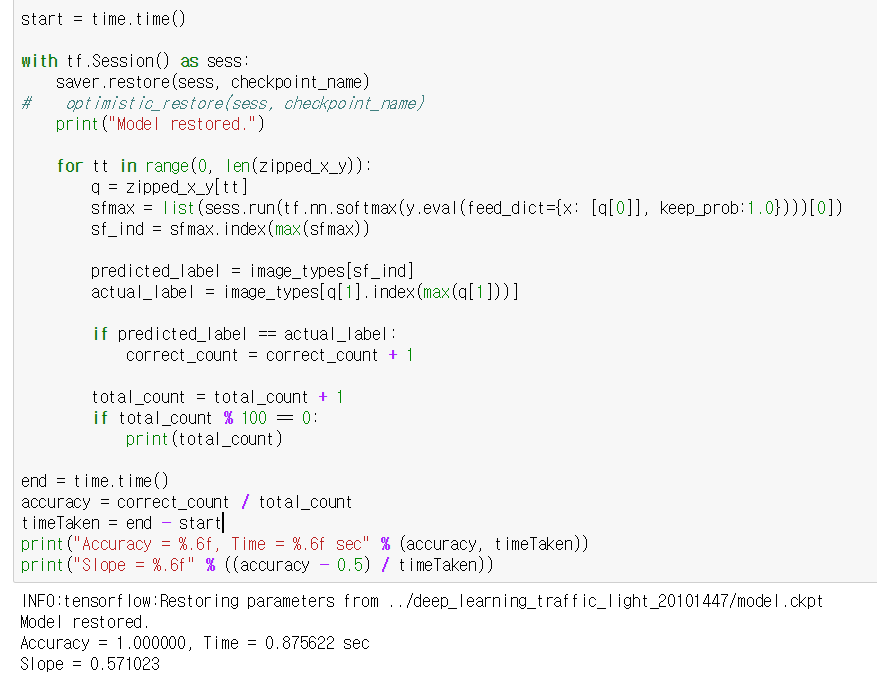 start = time.time()
with tf.Session() as sess:
    saver.restore(sess, checkpoint_name)
#    optimistic_restore(sess, checkpoint_name)
    print("Model restored.")
    for tt in range(0, len(zipped_x_y)):
        q = zipped_x_y[tt]
        sfmax = list(sess.run(tf.nn.softmax(y.eval(feed_dict={x: [q[0]], keep_prob:1.0})))[0])
        sf_ind = sfmax.index(max(sfmax))
        predicted_label = image_types[sf_ind]
        actual_label = image_types[q[1].index(max(q[1]))]
        if predicted_label == actual_label:
            correct_count = correct_count + 1
        total_count = total_count + 1
        if total_count % 100 == 0:
            print(total_count)
end = time.time()
accuracy = correct_count / total_count
timeTaken = end - start
print("Accuracy = %.6f, Time = %.6f sec" % (accuracy, timeTaken))
print("Slope = %.6f" % ((accuracy - 0.5) / timeTaken))
INFO:tensorflow:Restoring parameters from ../deep_learning_traffic_light_20101447/model.ckpt
Model restored.
Accuracy = 1.000000, Time = 0.875622 sec
Slope = 0.571023